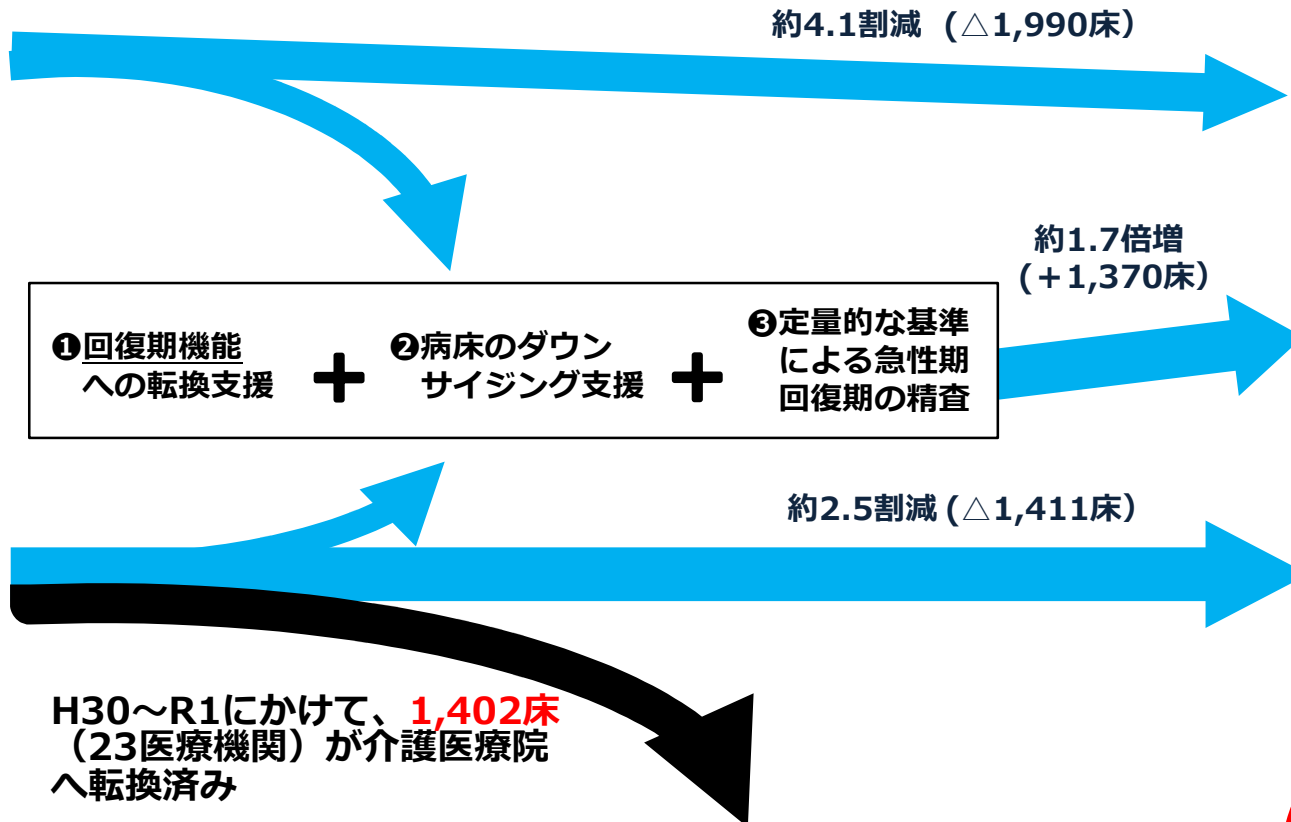 約4.1割減 (△1,990床)
約1.7倍増
(+1,370床)
❶回復期機能
への転換支援
+
❷病床のダウン
サイジング支援
+
❸定量的な基準
による急性期
回復期の精査
約2.5割減 (△1,411床)
H30～R1にかけて、1,402床
（23医療機関）が介護医療院
へ転換済み